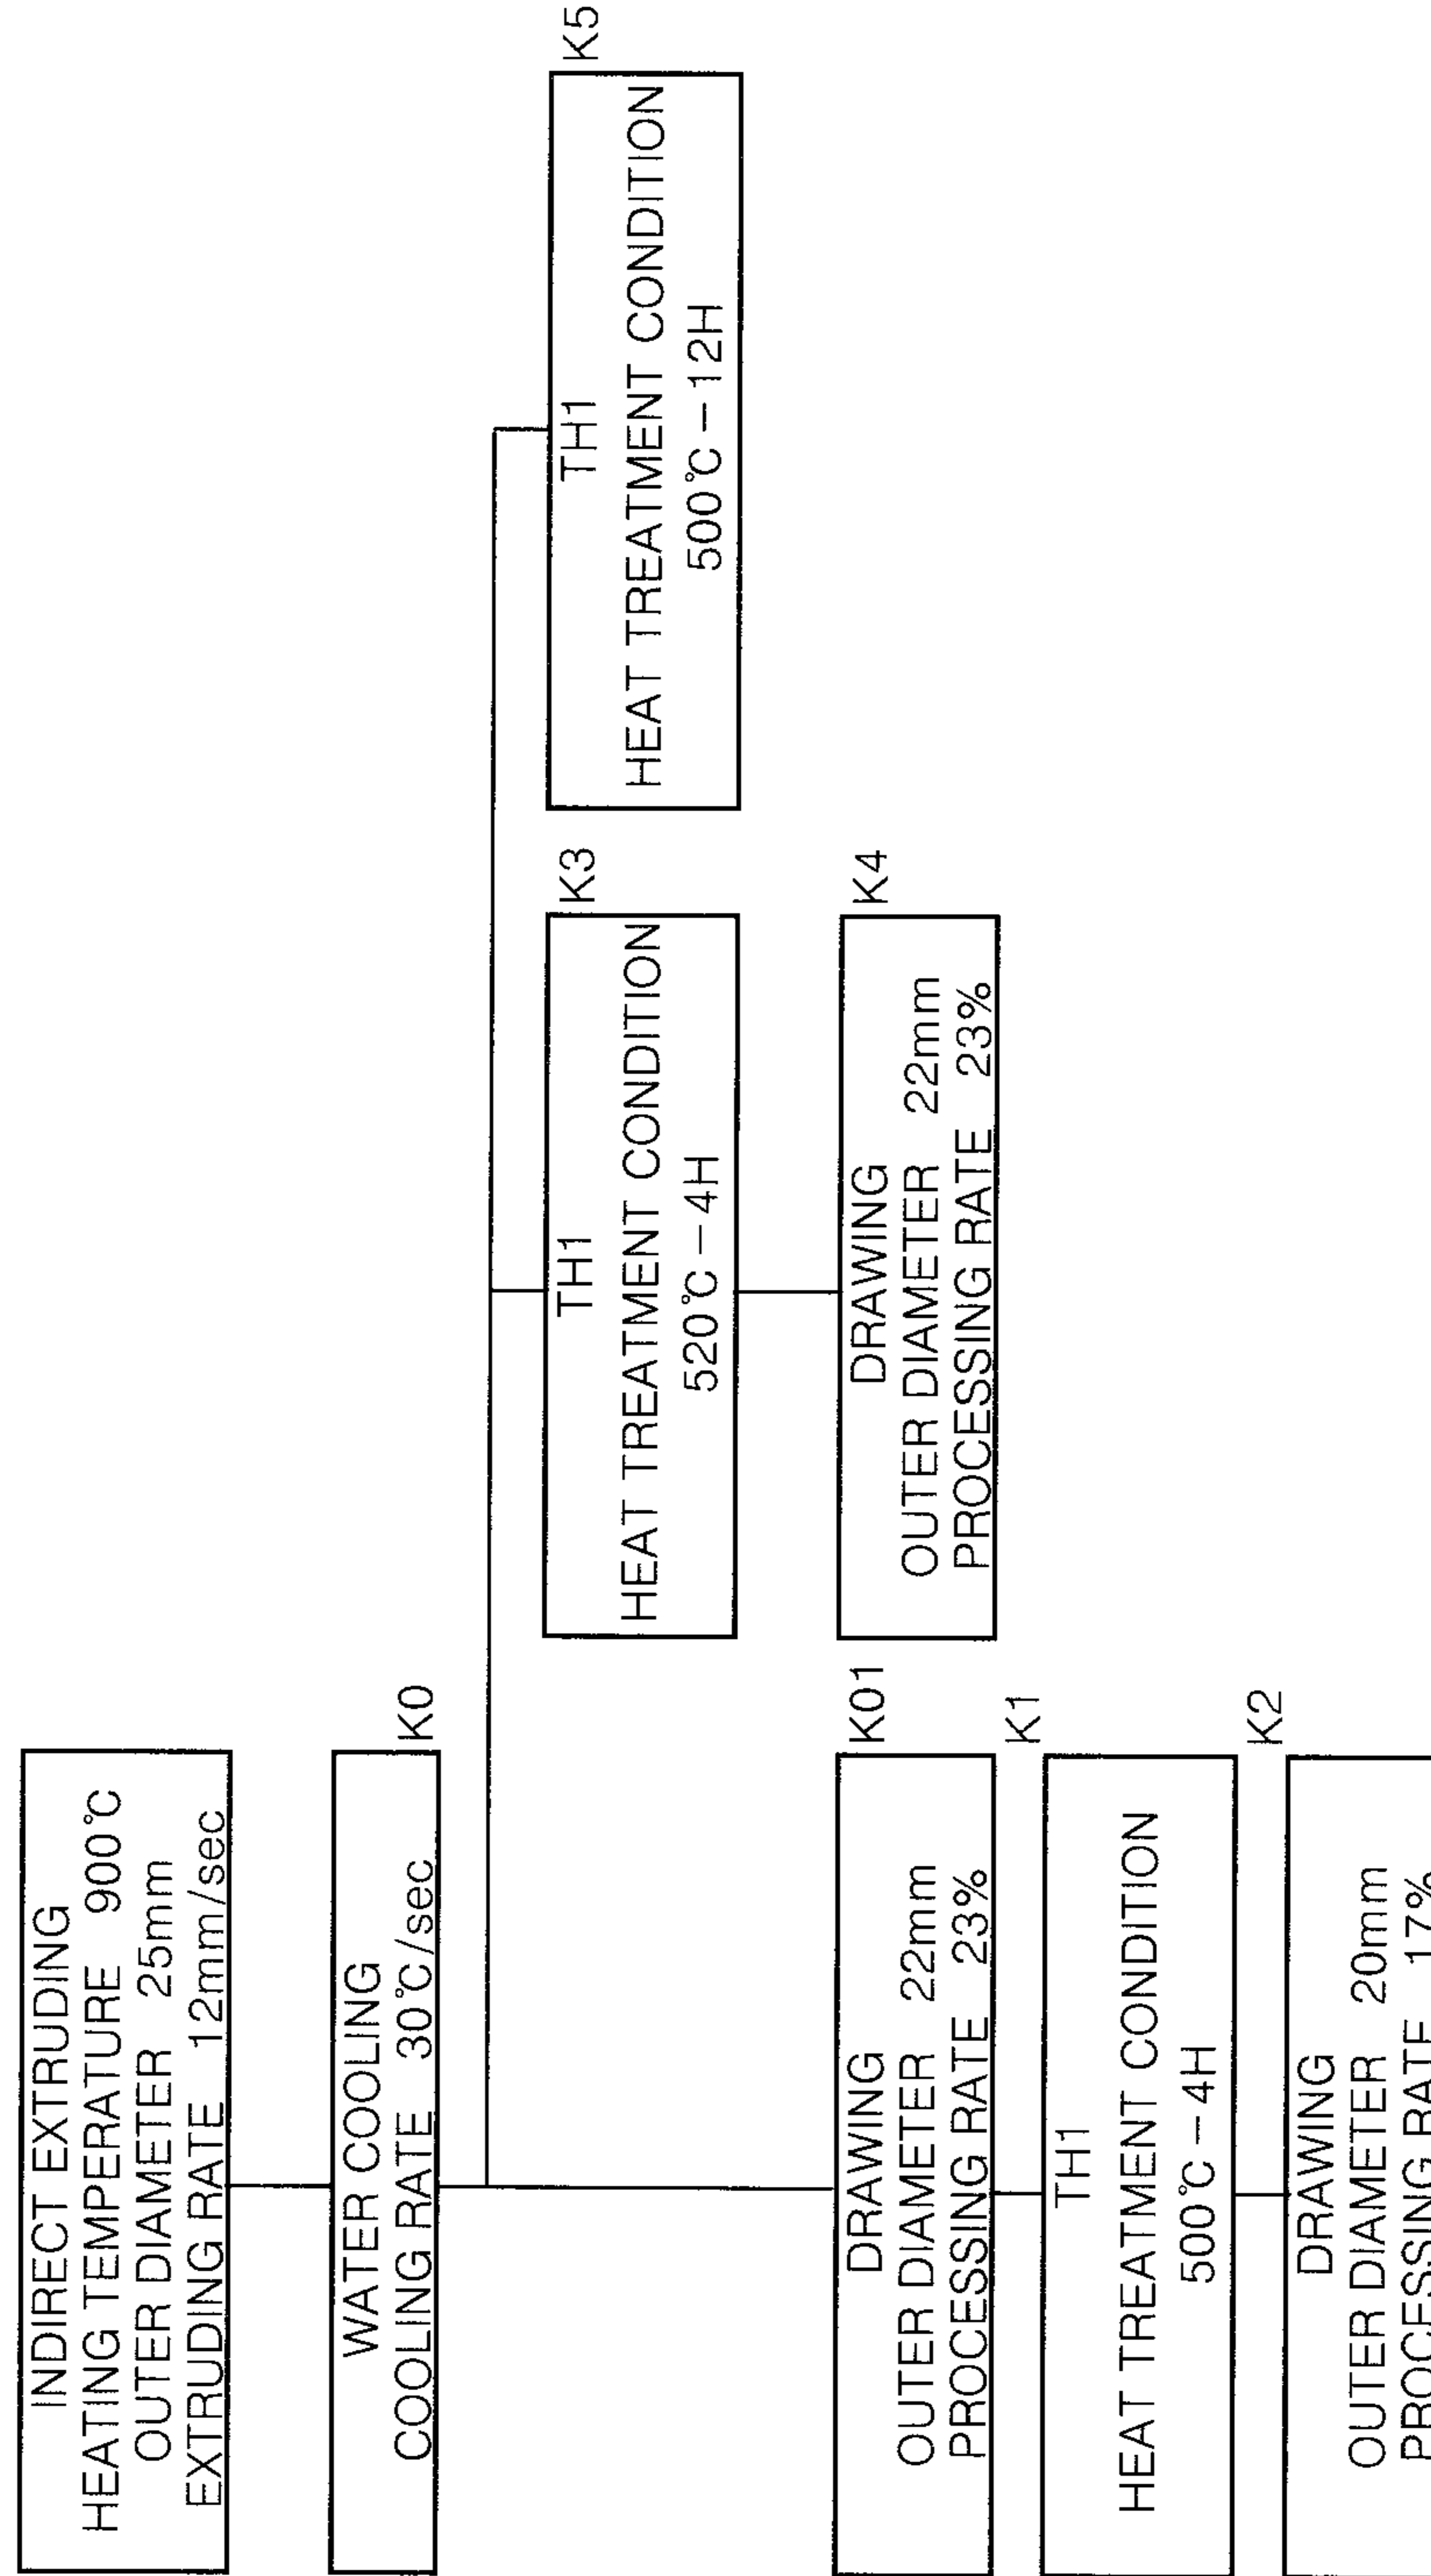 INDIRECT EXTRUDING
HEATING TEMPERATURE 900℃
OUTER DIAMETER 25mm
EXTRUDING RATE 12mm/sec
WATER COOLING
COOLING RATE 30℃/sec
K0
DRAWING
OUTER DIAMETER 22mm
PROCESSING RATE 23%
K01
TH1
HEAT TREATMENT CONDITION
500℃-4H
K1
DRAWING
OUTER DIAMETER 20mm
PROCESSING RATE 17%
K2
TH1
HEAT TREATMENT CONDITION
520℃-4H
K3
DRAWING
OUTER DIAMETER 22mm
PROCESSING RATE 23%
K4
TH1
HEAT TREATMENT CONDITION
500℃-12H
K5